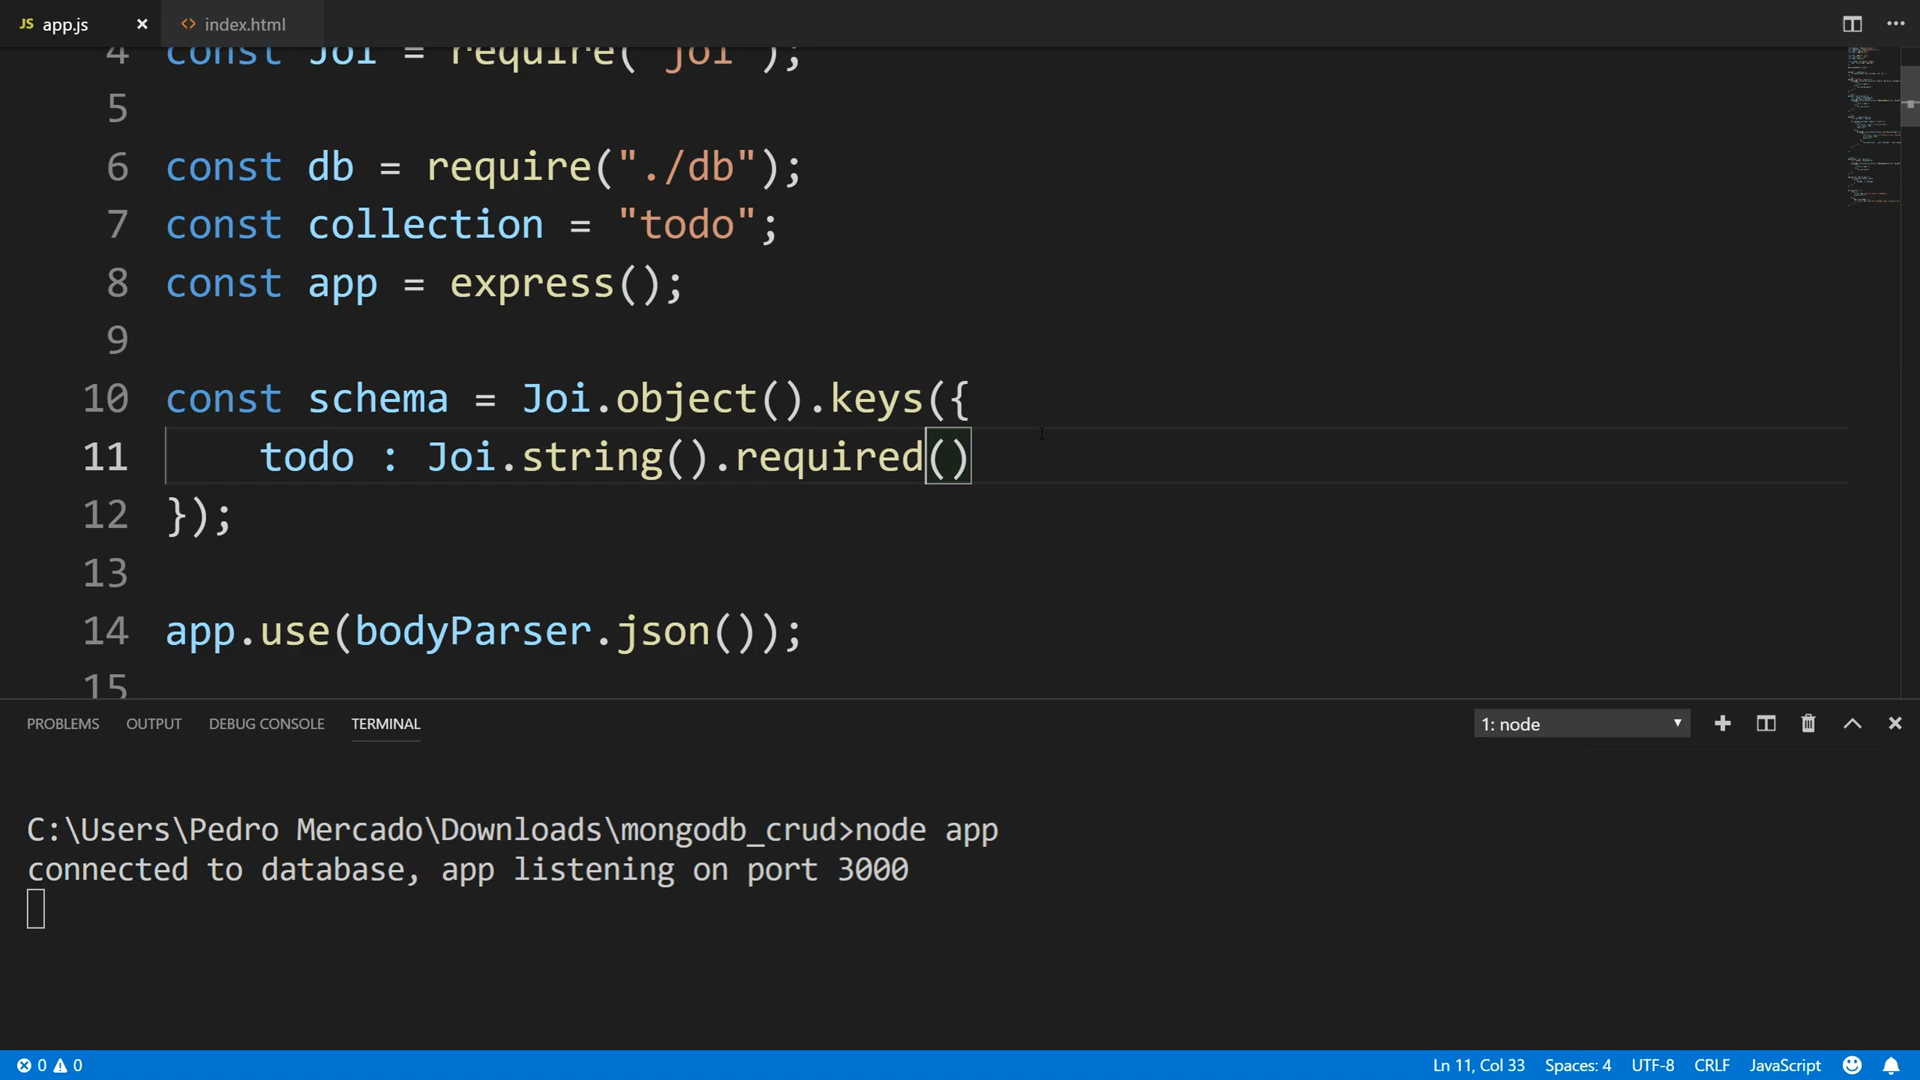 JS app.js × <> index.html
4 const Joi = require("joi");
5
6 const db = require("./db");
7 const collection = "todo";
8 const app = express();
9
10 const schema = Joi.object().keys({
11 todo : Joi.string().required()
12 });
13
14 app.use(bodyParser.json());
15
PROBLEMS OUTPUT DEBUG CONSOLE TERMINAL 1: node
C:\Users\Pedro Mercado\Downloads\mongodb_crud>node app
connected to database, app listening on port 3000
0 0 Ln 11, Col 33 Spaces: 4 UTF-8 CRLF JavaScript